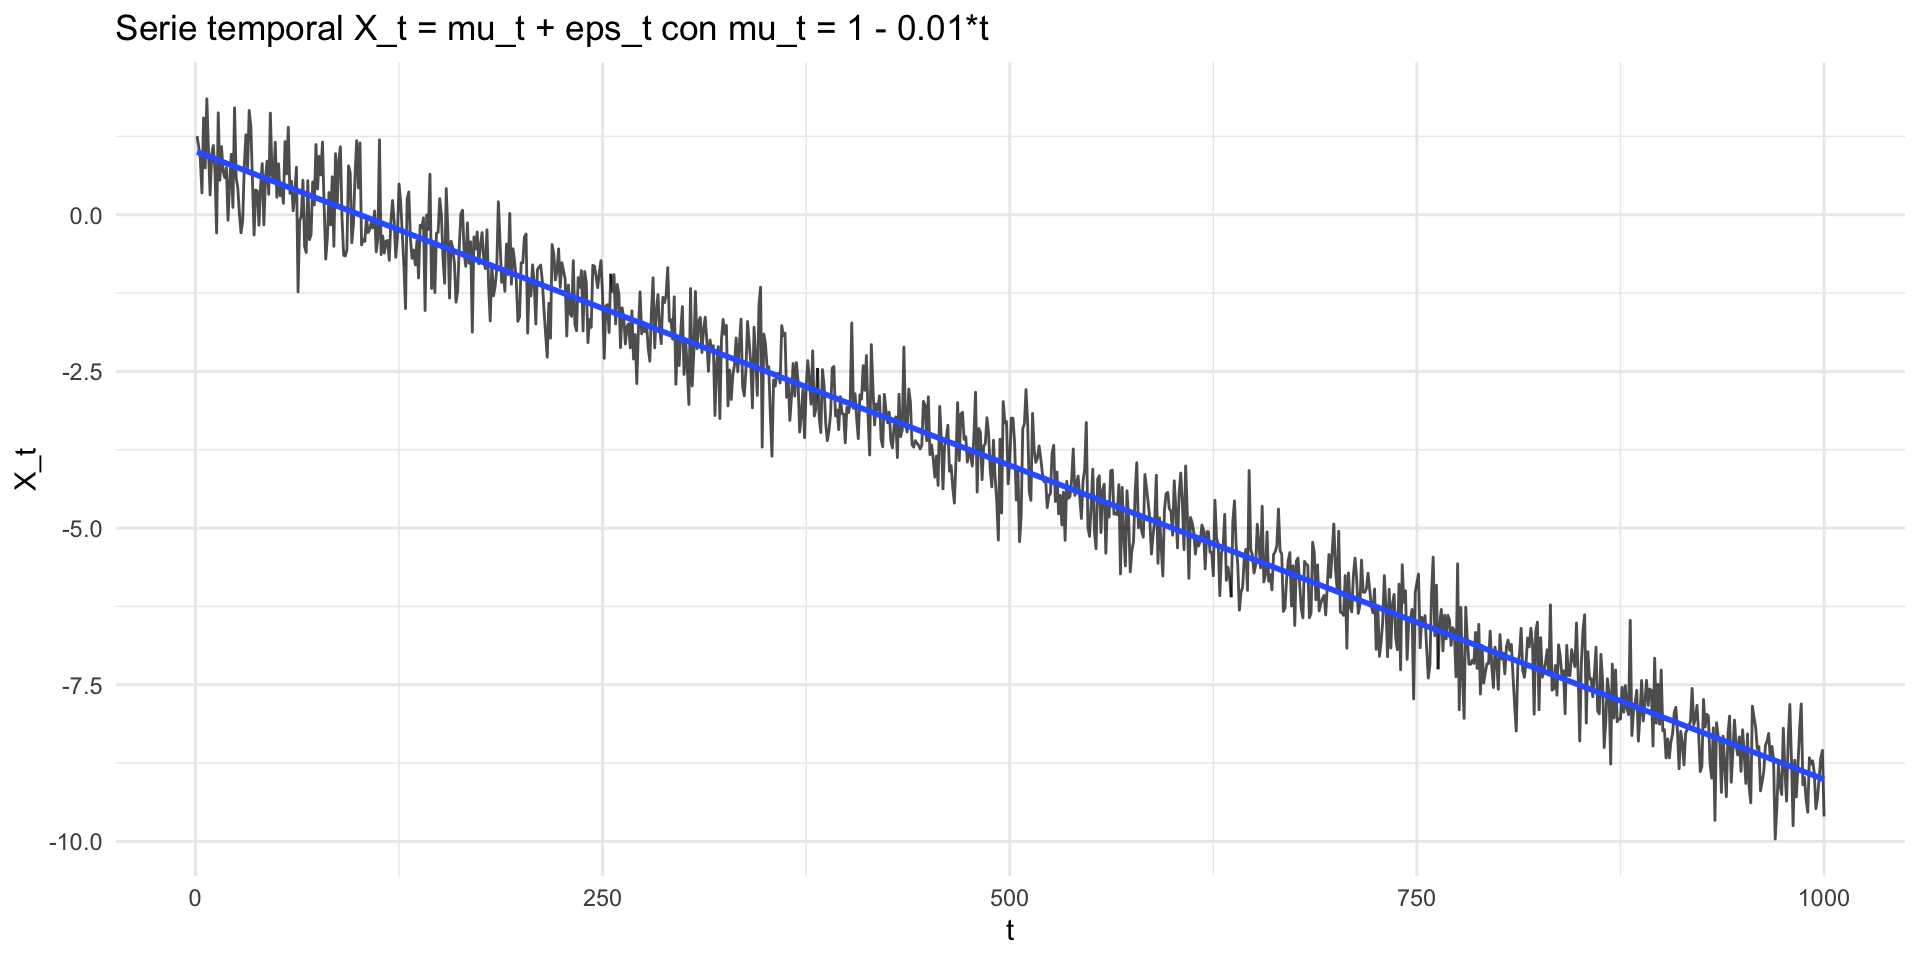 Serie temporal X_t = mu_t + eps_t con mu_t = 1 - 0.01*t
0.0
-2.5
-5.0
-7.5
-10.0
X_t
0 250 500 750 1000
t